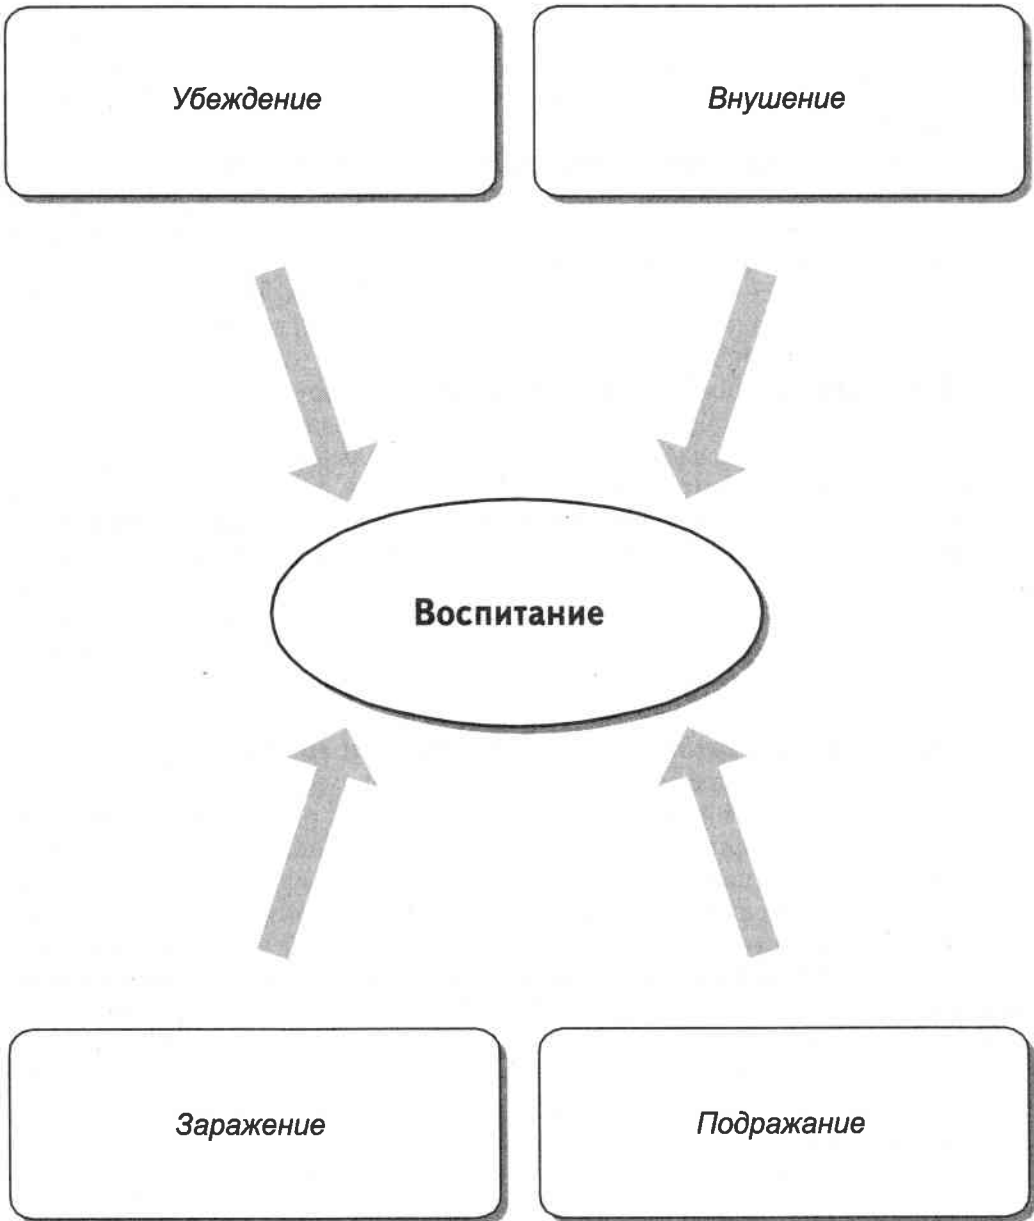 Убеждение
Внушение
Воспитание
Заражение
Подражание